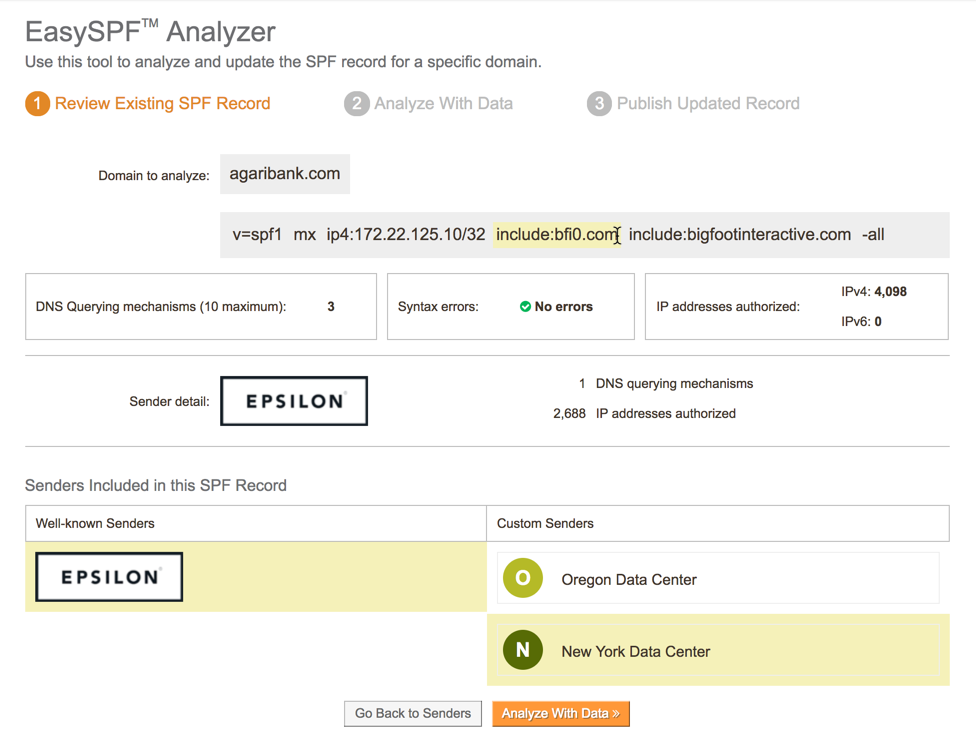 EasySPF™ Analyzer
Use this tool to analyze and update the SPF record for a specific domain.
1 Review Existing SPF Record 2 Analyze With Data 3 Publish Updated Record
Domain to analyze: agaribank.com
v=spf1 mx ip4:172.22.125.10/32 include:bfi0.com include:bigfootinteractive.com -all
DNS Querying mechanisms (10 maximum): 3 Syntax errors: No errors IP addresses authorized: IPv4: 4,098
IPv6: 0
Sender detail: EPSILON® 1 DNS querying mechanisms
2,688 IP addresses authorized
Senders Included in this SPF Record
Well-known Senders Custom Senders
EPSILON® O Oregon Data Center
N New York Data Center
Go Back to Senders Analyze With Data »